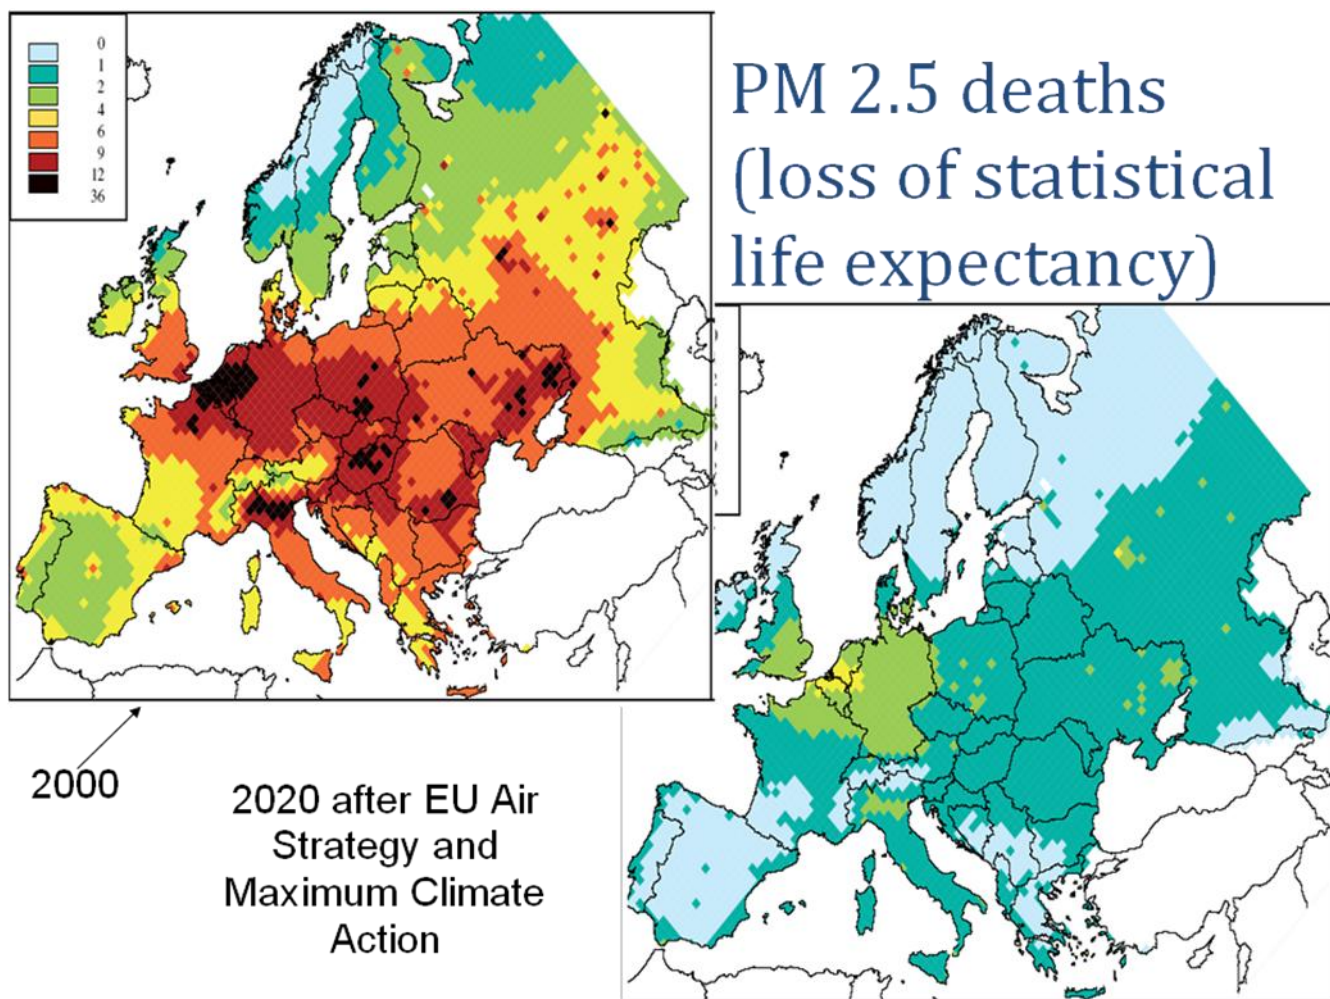 0
1
2
4
6
9
12
36
PM 2.5 deaths
(loss of statistical
life expectancy)
2000
2020 after EU Air
Strategy and
Maximum Climate
Action